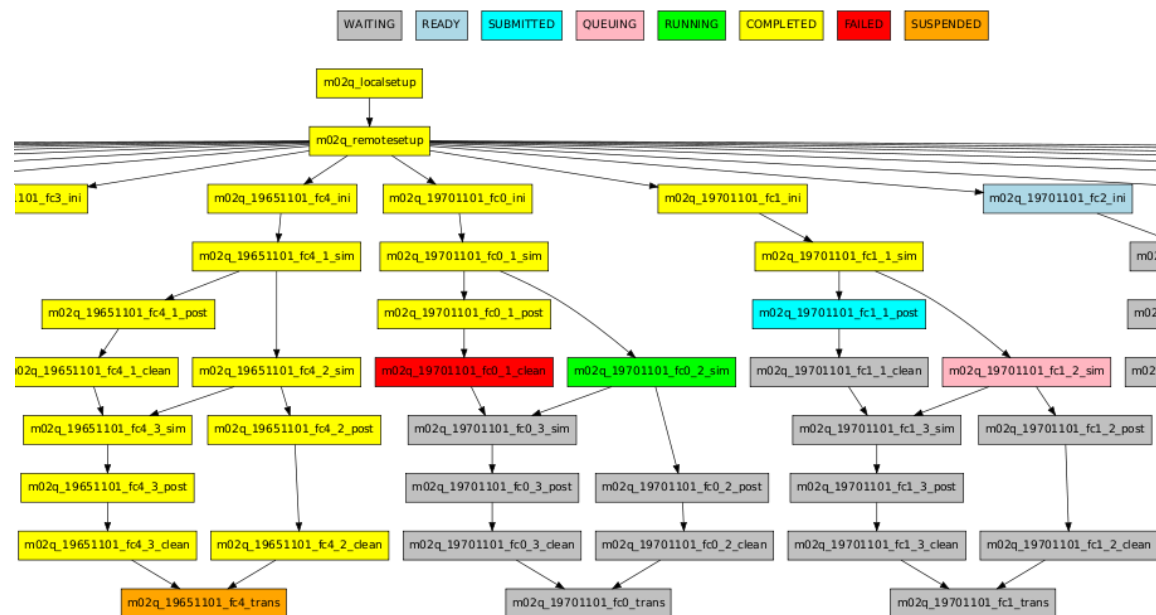 WAITING
READY
SUBMITTED
QUEUING
RUNNING
COMPLETED
FAILED
SUSPENDED
m02q_localsetup
m02q_remotesetup
.101_fc3_ini
m02q_19651101_fc4_ini
m02q_19701101_fc0_ini
m02q_19701101_fc1_ini
m02q_19701101_fc2_ini
m02q_19651101_fc4_1_sim
m02q_19701101_fc0_1_sim
m02q_19701101_fc1_1_sim
m02q_19651101_fc4_1_post
m02q_19701101_fc0_1_post
m02q_19701101_fc1_1_post
m02q_19651101_fc4_1_clean
m02q_19651101_fc4_2_sim
m02q_19701101_fc0_1_clean
m02q_19701101_fc0_2_sim
m02q_19701101_fc1_1_clean
m02q_19701101_fc1_2_sim
m02q_19651101_fc4_3_sim
m02q_19651101_fc4_2_post
m02q_19701101_fc0_3_sim
m02q_19701101_fc1_3_sim
m02q_19701101_fc1_2_post
m02q_19651101_fc4_3_post
m02q_19701101_fc0_3_post
m02q_19701101_fc0_2_post
m02q_19701101_fc1_3_post
m02q_19651101_fc4_3_clean
m02q_19651101_fc4_2_clean
m02q_19701101_fc0_3_clean
m02q_19701101_fc0_2_clean
m02q_19701101_fc1_3_clean
m02q_19701101_fc1_2_clean
m02q_19651101_fc4_trans
m02q_19701101_fc0_trans
m02q_19701101_fc1_trans